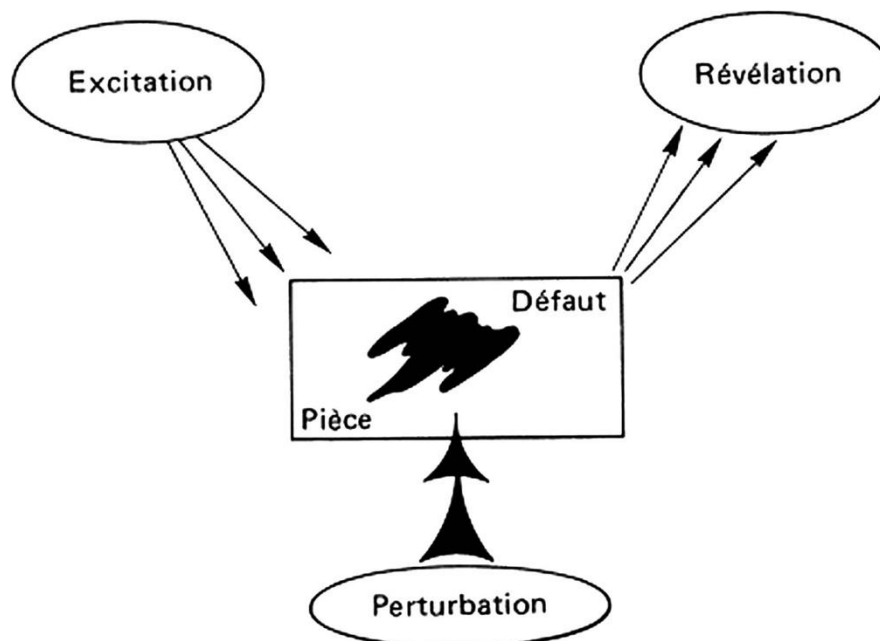 Excitation
Révélation
Défaut
Pièce
Perturbation